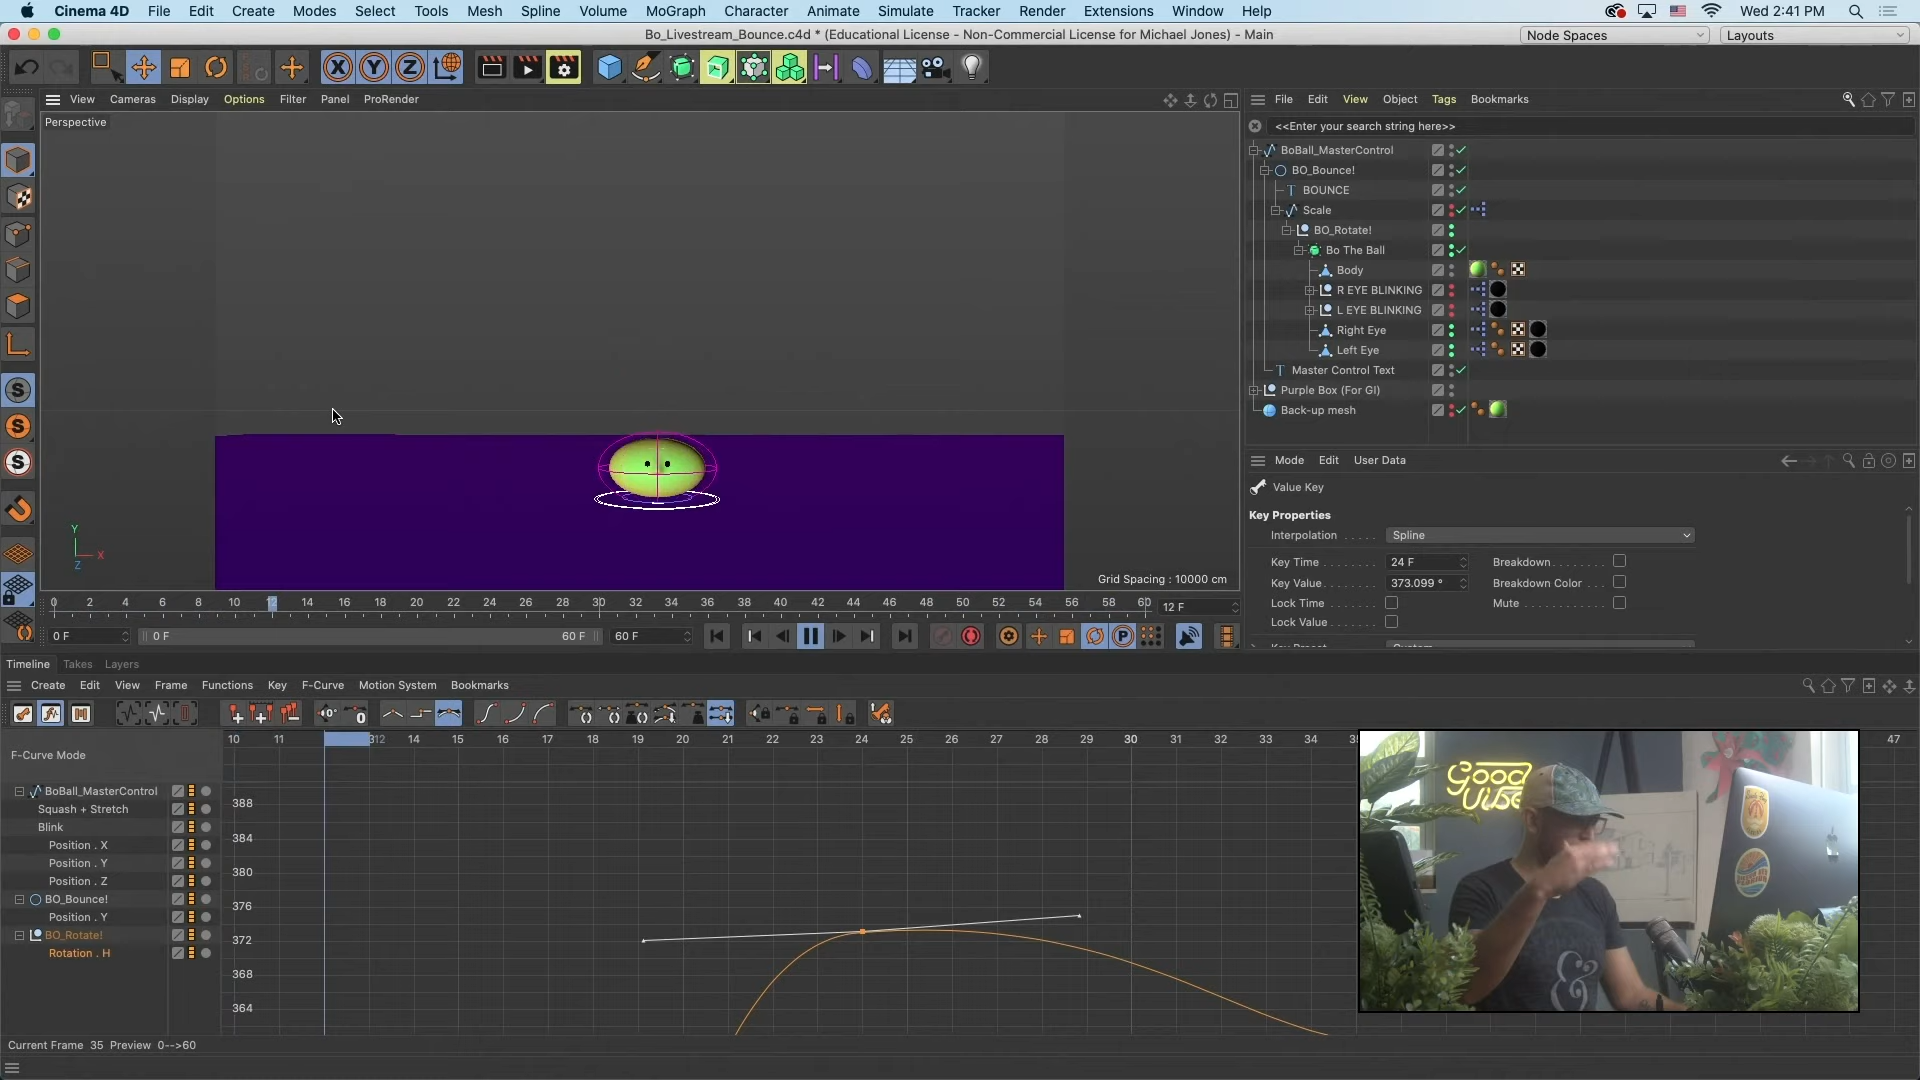 Cinema 4D File Edit Create Modes Select Tools Mesh Spline Volume MoGraph Character Animate Simulate Tracker Render Extensions Window Help Wed 2:41 PM
Bo_Livestream_Bounce.c4d * (Educational License - Non-Commercial License for Michael Jones) - Main
Node Spaces Layouts
X Y Z
View Cameras Display Options Filter Panel ProRender
File Edit View Object Tags Bookmarks
Perspective
<<Enter your search string here>>
BoBall_MasterControl
BO_Bounce!
BOUNCE
Scale
BO_Rotate!
Bo The Ball
Body
R EYE BLINKING
L EYE BLINKING
Right Eye
Left Eye
Master Control Text
Purple Box (For GI)
Back-up mesh
Mode Edit User Data
Value Key
Key Properties
Interpolation Spline
Key Time 24 F Breakdown
Key Value 373.099 ° Breakdown Color
Lock Time Mute
Lock Value
Y
X
Z
Grid Spacing : 10000 cm
0 2 4 6 8 10 12 14 16 18 20 22 24 26 28 30 32 34 36 38 40 42 44 46 48 50 52 54 56 58 60 12 F
0 F 0 F 60 F 60 F
Timeline Takes Layers
Create Edit View Frame Functions Key F-Curve Motion System Bookmarks
10 11 312 14 15 16 17 18 19 20 21 22 23 24 25 26 27 28 29 30 31 32 33 34 47
F-Curve Mode
BoBall_MasterControl
Squash + Stretch
Blink
Position . X
Position . Y
Position . Z
BO_Bounce!
Position . Y
BO_Rotate!
Rotation . H
388
384
380
376
372
368
364
Good
Vibes
&
Current Frame 35 Preview 0-->60